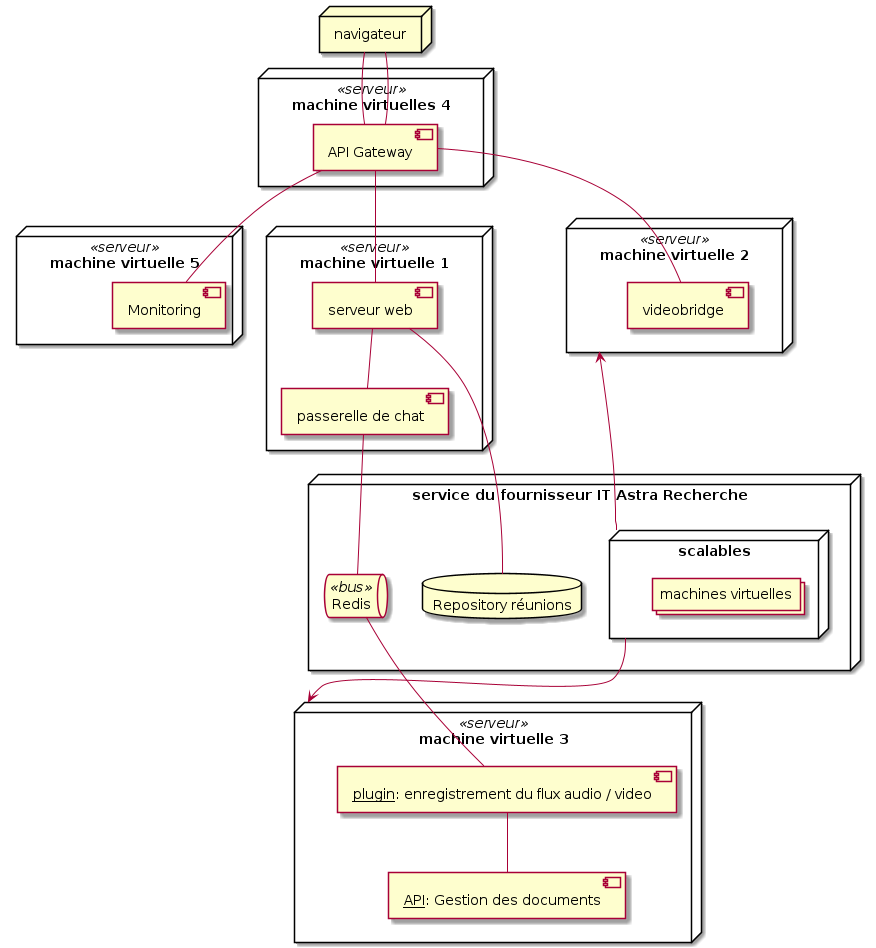 navigateur
«serveur»
machine virtuelles 4
API Gateway
«serveur»
machine virtuelle 5
Monitoring
«serveur»
machine virtuelle 1
serveur web
passerelle de chat
«serveur»
machine virtuelle 2
videobridge
service du fournisseur IT Astra Recherche
«bus»
Redis
Repository réunions
scalables
machines virtuelles
«serveur»
machine virtuelle 3
plugin: enregistrement du flux audio / video
API: Gestion des documents